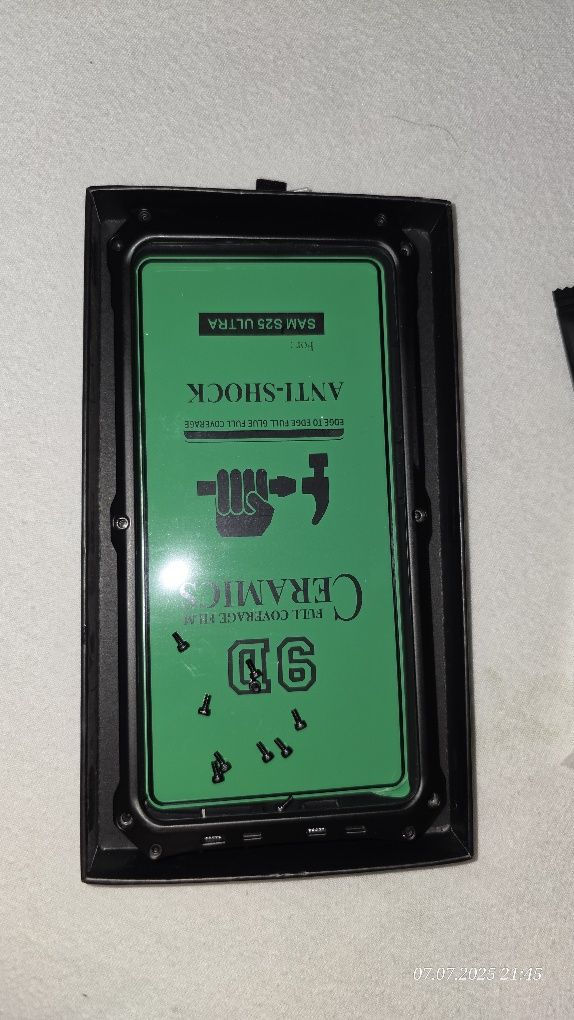 9D
FULL COVERAGE FILM
CERAMICS
EDGE TO EDGE FULL GLUE FULL COVERAGE
ANTI-SHOCK
For:
SAM S25 ULTRA
07.07.2025 21:45